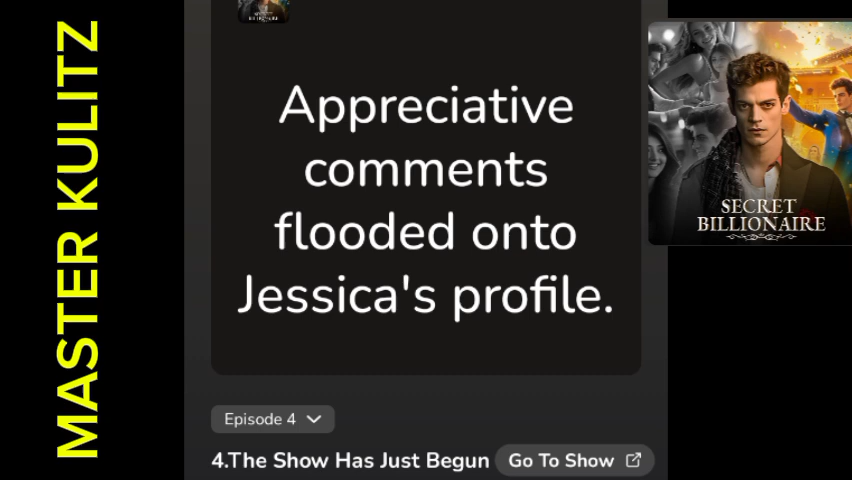 MASTER KULITZ
Appreciative
comments
flooded onto
Jessica's profile.
Episode 4
4.The Show Has Just Begun
Go To Show
SECRET
BILLIONAIRE